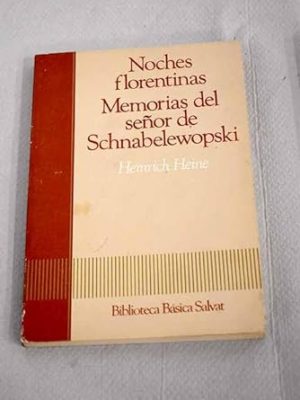 Noches
florentinas
Memorias del
señor de
Schnabelewopski
Heinrich Heine
Biblioteca Básica Salvat